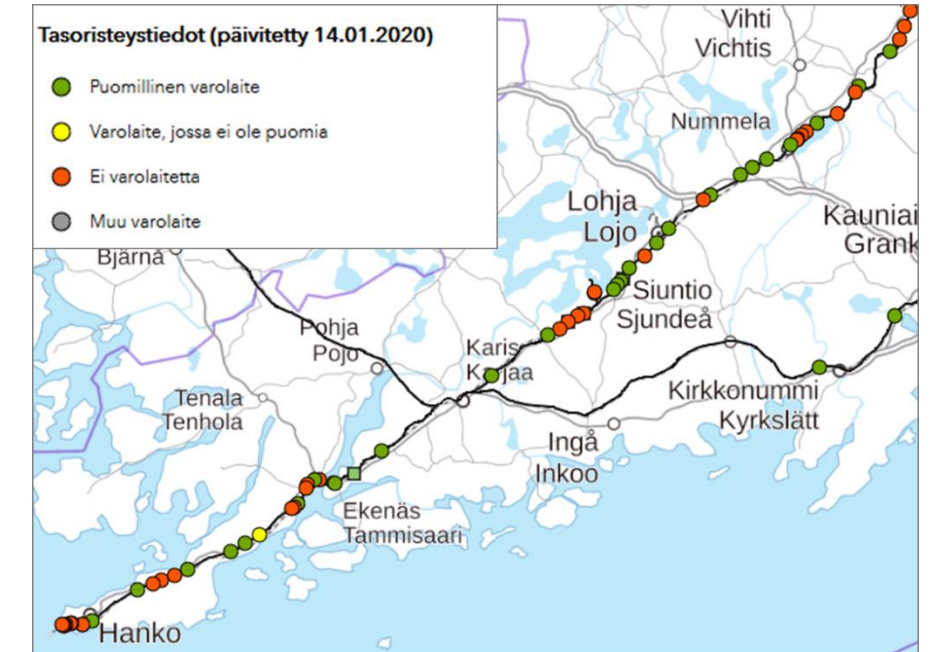 Tasoristeystiedot (päivitetty 14.01.2020)
Puomillinen varolaite
Varolaite, jossa ei ole puomia
Ei varolaitetta
Muu varolaite
Vihti
Vichtis
Nummela
Lohja
Lojo
Kauniai
Grank
Bjärnå
Siuntio
Sjundeå
Pohja
Pojo
Karis
Karjaa
Tenala
Tenhola
Kirkkonummi
Kyrkslätt
Ingå
Inkoo
Ekenäs
Tammisaari
Hanko